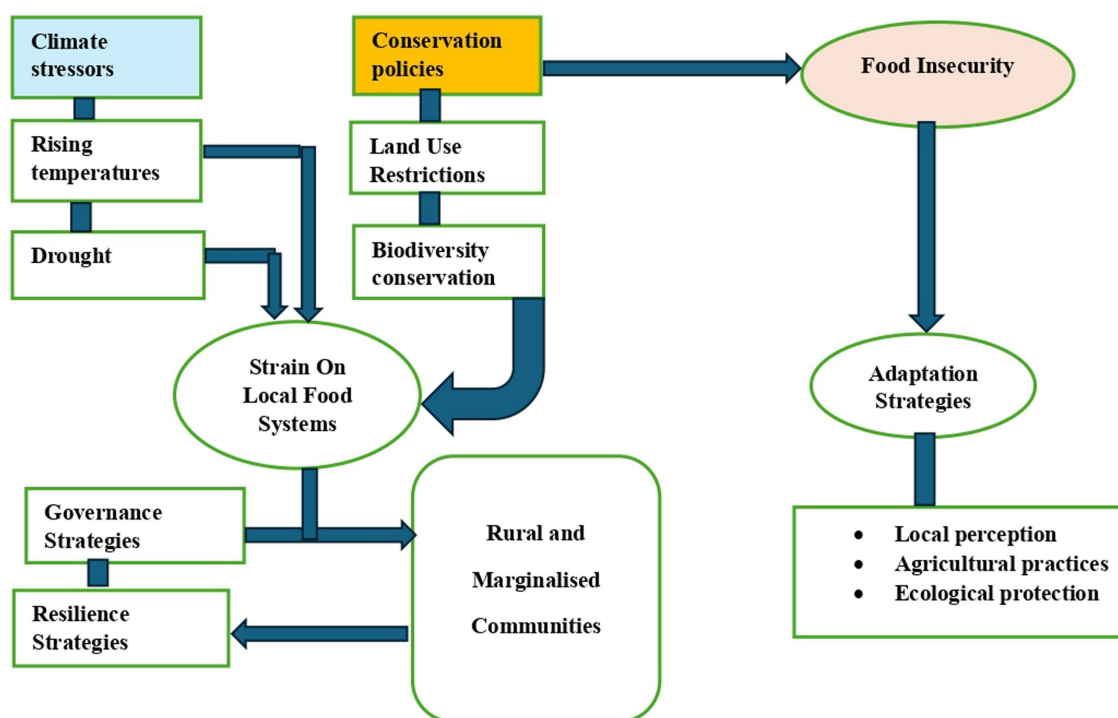 Climate
stressors
Rising
temperatures
Drought
Conservation
policies
Land Use
Restrictions
Biodiversity
conservation
Food Insecurity
Strain On
Local Food
Systems
Adaptation
Strategies
Governance
Strategies
Resilience
Strategies
Rural and
Marginalised
Communities
• Local perception
• Agricultural practices
• Ecological protection